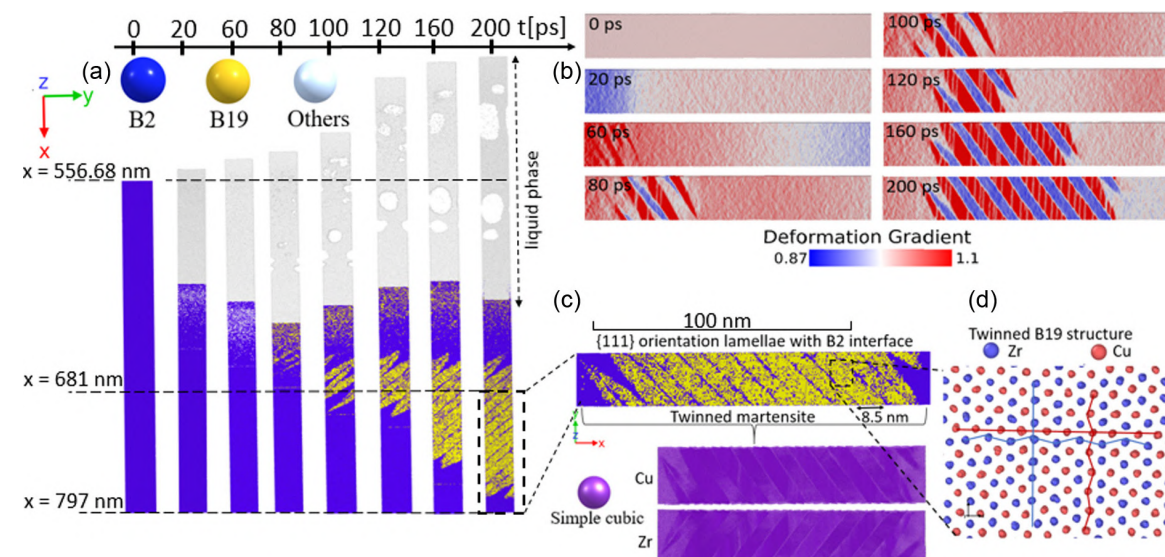 0 20 60 80 100 120 160 200 t[ps]
(a)
z
y
x
B2
B19
Others
x = 556.68 nm
x = 681 nm
x = 797 nm
liquid phase
(b)
0 ps
20 ps
60 ps
80 ps
100 ps
120 ps
160 ps
200 ps
Deformation Gradient
0.87
1.1
(c)
100 nm
{111} orientation lamellae with B2 interface
Twinned martensite
8.5 nm
y
z
x
Simple cubic
Cu
Zr
(d)
Twinned B19 structure
Zr
Cu